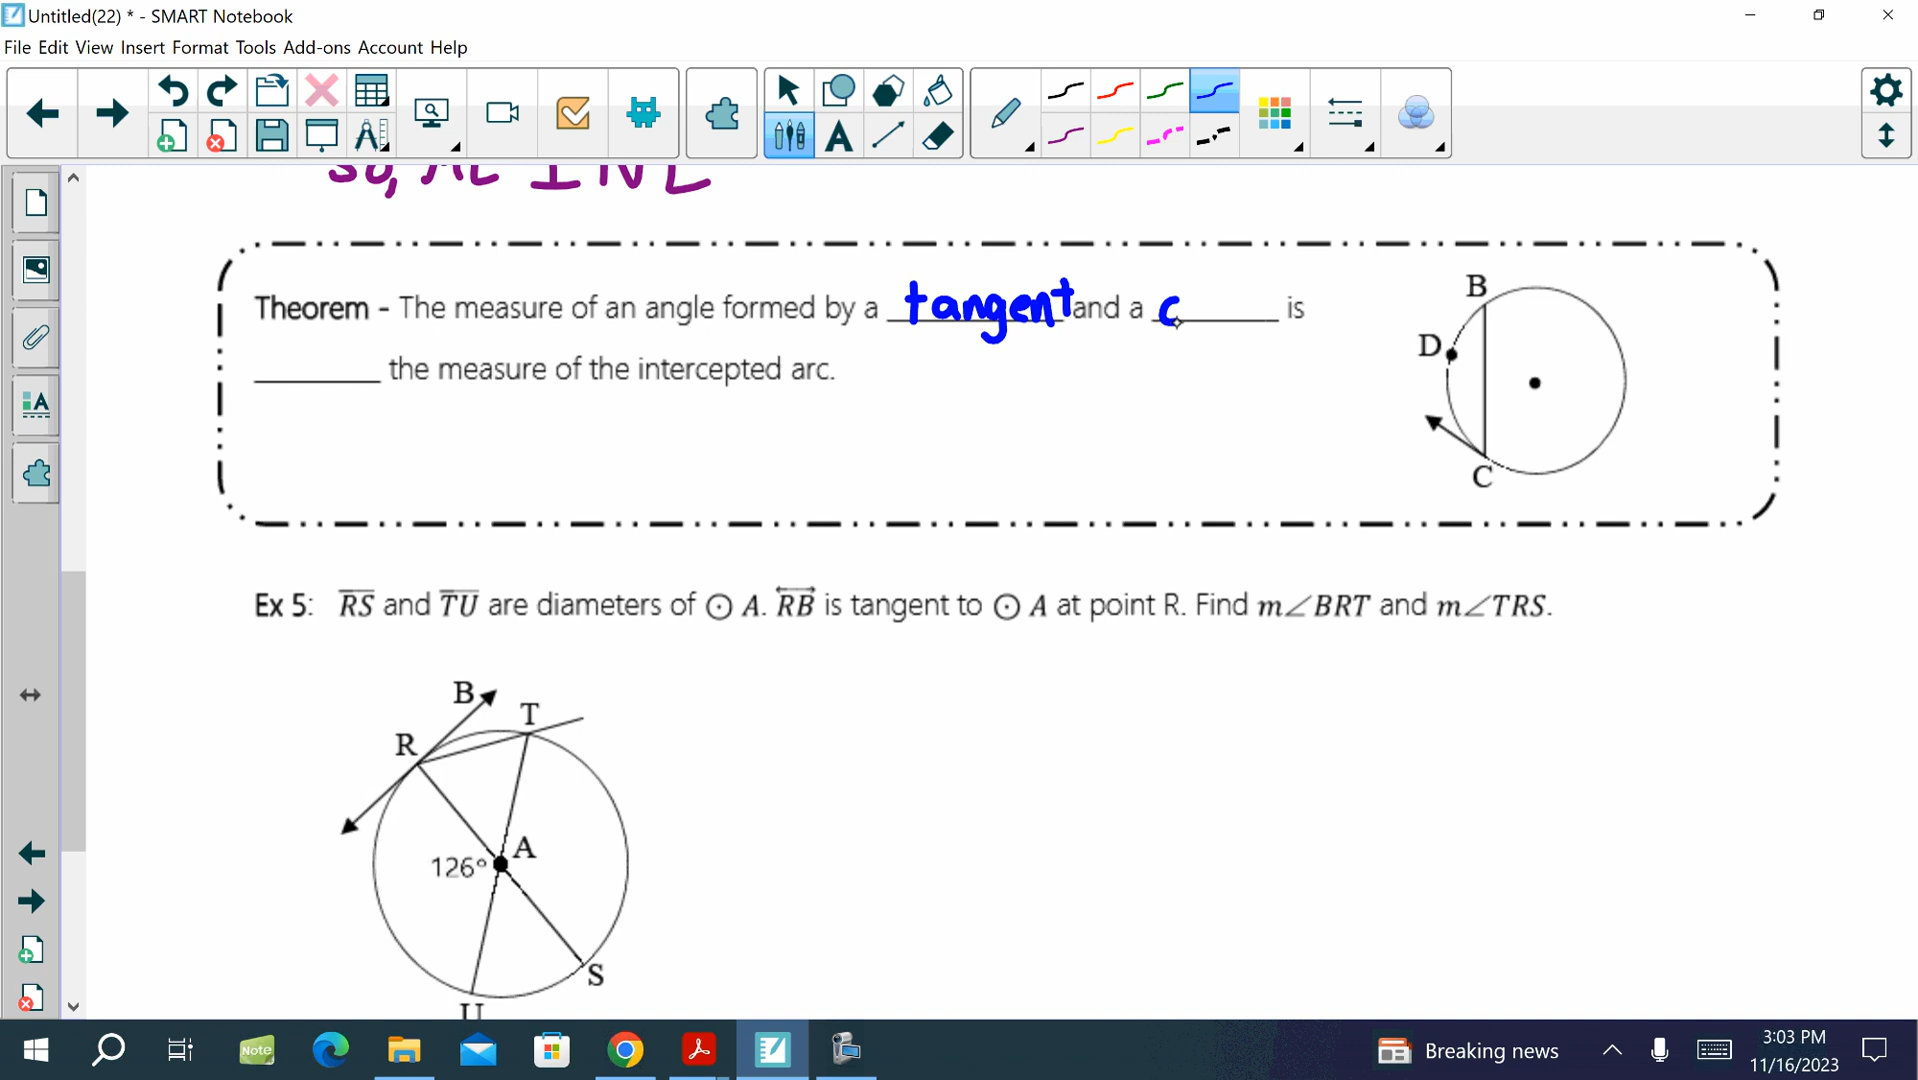 Untitled(22) * - SMART Notebook
File Edit View Insert Format Tools Add-ons Account Help
Theorem - The measure of an angle formed by a tangent and a c________ is
________ the measure of the intercepted arc.
B
D
C
Ex 5: RS and TU are diameters of ⊙ A. RB is tangent to ⊙ A at point R. Find m∠BRT and m∠TRS.
B
T
R
A
126°
S
U
Note
Breaking news
3:03 PM
11/16/2023